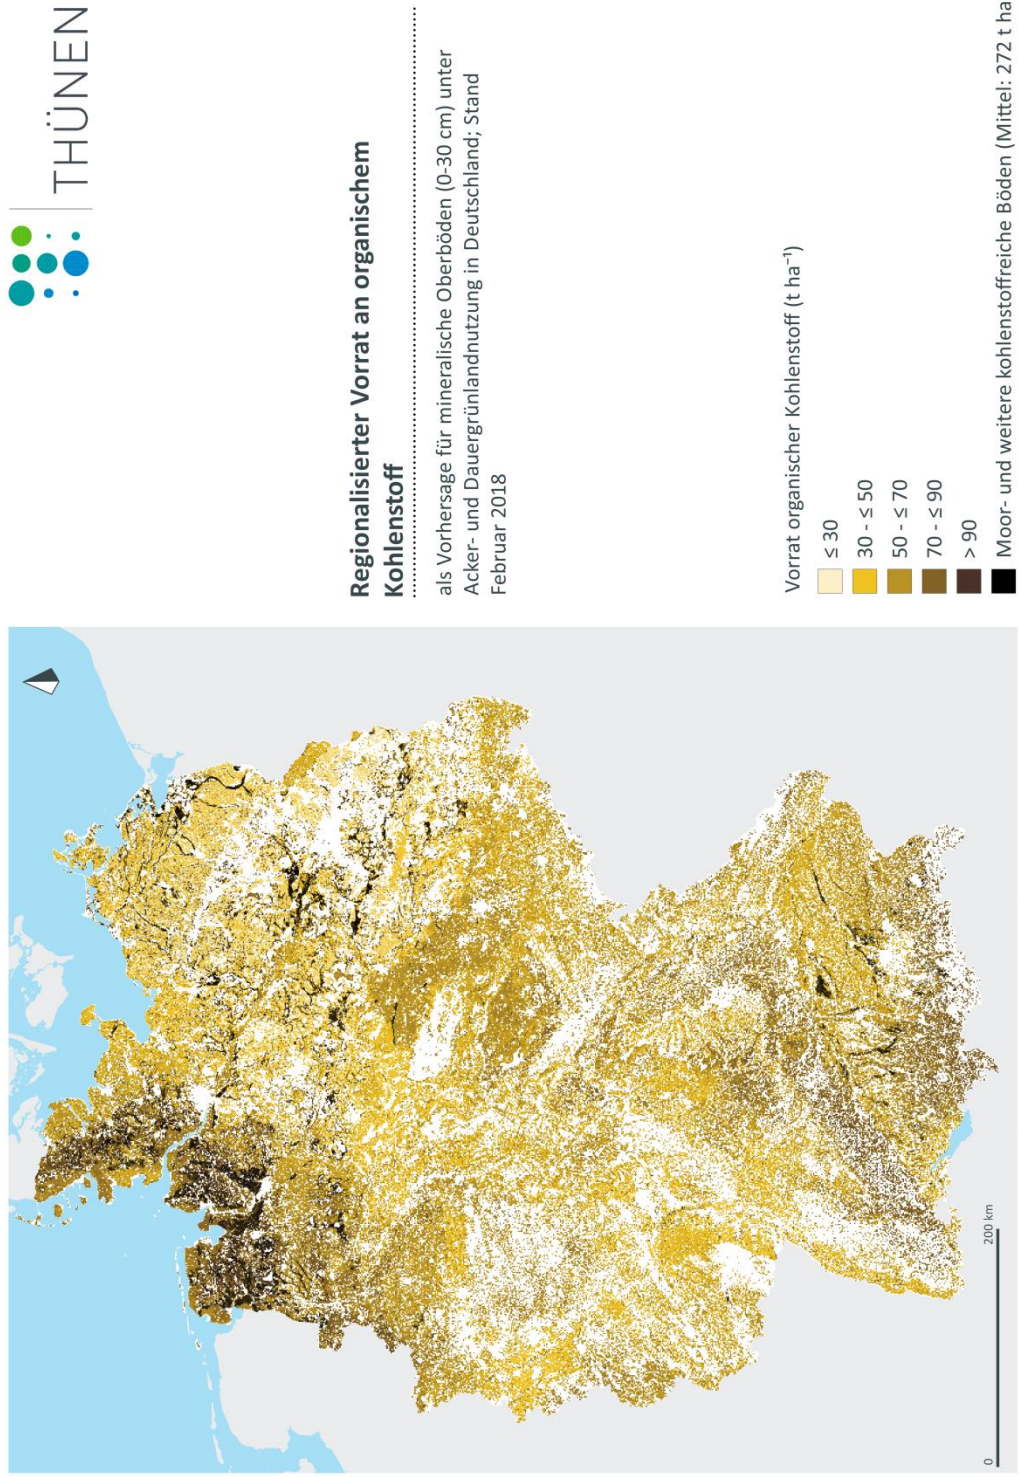 THÜNEN
Regionalisierter Vorrat an organischem
Kohlenstoff
als Vorhersage für mineralische Oberböden (0-30 cm) unter
Acker- und Dauergrünlandnutzung in Deutschland; Stand
Februar 2018
Vorrat organischer Kohlenstoff (t ha⁻¹)
≤ 30
30 - ≤ 50
50 - ≤ 70
70 - ≤ 90
> 90
Moor- und weitere kohlenstoffreiche Böden (Mittel: 272 t ha
0
200 km